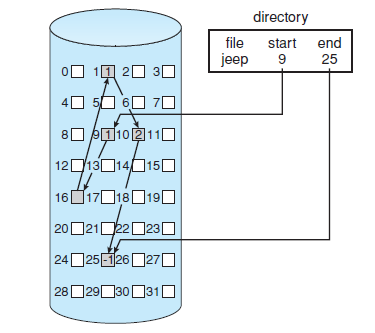 directory
file start end
jeep 9 25
0 1 1 2 3
4 5 6 7
8 9 1 10 2 11
12 13 14 15
16 17 18 19
20 21 22 23
24 25 -1 26 27
28 29 30 31